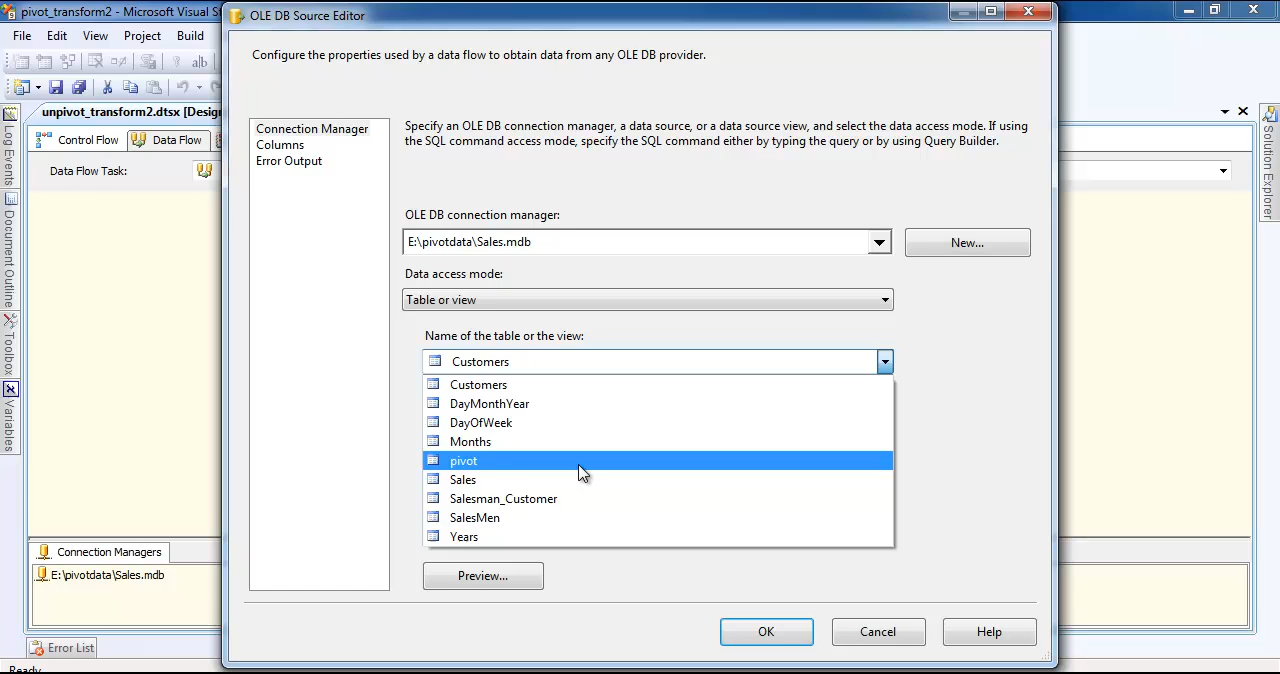 pivot_transform2 - Microsoft Visual St
OLE DB Source Editor
File Edit View Project Build
Configure the properties used by a data flow to obtain data from any OLE DB provider.
a|b
unpivot_transform2.dtsx [Design
Control Flow
Data Flow
Data Flow Task:
Connection Manager
Columns
Error Output
Specify an OLE DB connection manager, a data source, or a data source view, and select the data access mode. If using
the SQL command access mode, specify the SQL command either by typing the query or by using Query Builder.
OLE DB connection manager:
E:\pivotdata\Sales.mdb
New...
Data access mode:
Table or view
Name of the table or the view:
Customers
Customers
DayMonthYear
DayOfWeek
Months
pivot
Sales
Salesman_Customer
SalesMen
Years
Preview...
OK
Cancel
Help
Log Events
Document Outline
Toolbox
Variables
Solution Explorer
Connection Managers
E:\pivotdata\Sales.mdb
Error List
Ready